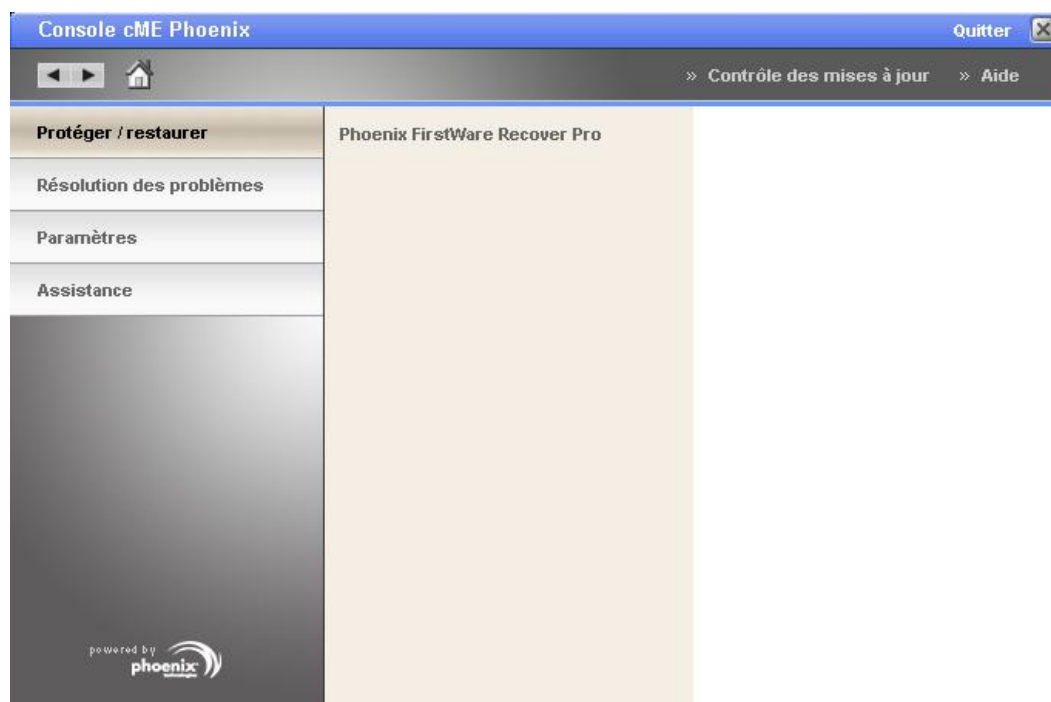 Console cME Phoenix
Quitter
» Contrôle des mises à jour » Aide
Protéger / restaurer
Phoenix FirstWare Recover Pro
Résolution des problèmes
Paramètres
Assistance
powered by
phoenix